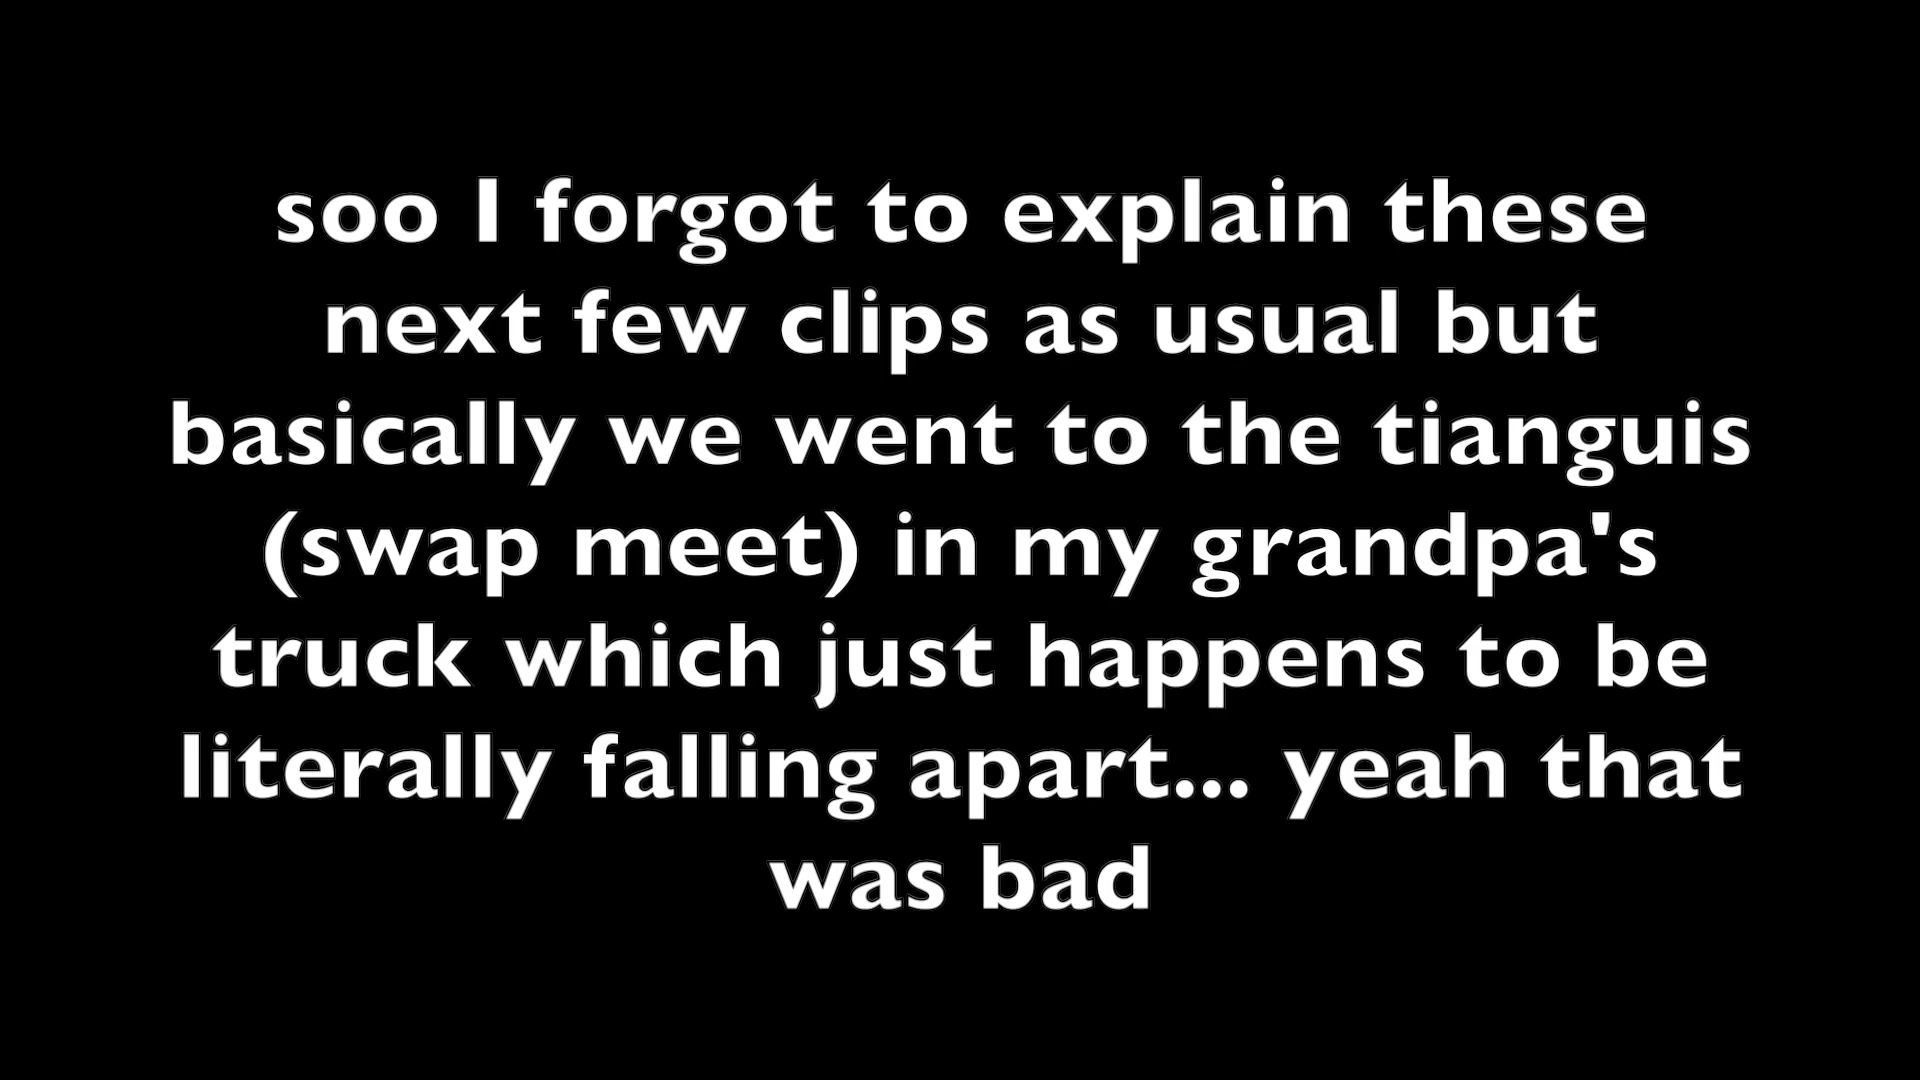 soo I forgot to explain these
next few clips as usual but
basically we went to the tianguis
(swap meet) in my grandpa's
truck which just happens to be
literally falling apart... yeah that
was bad